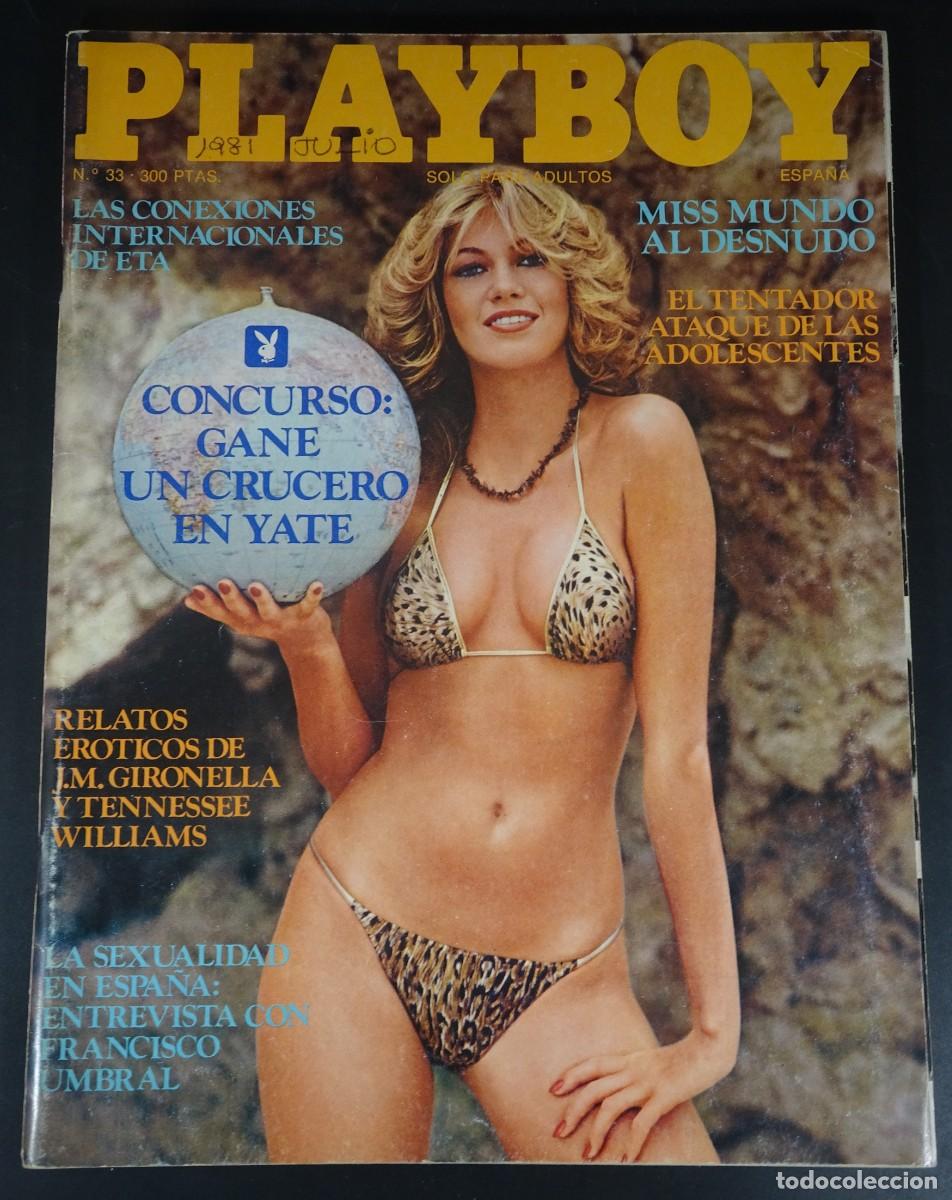 PLAYBOY
1981 JULIO
N.º 33 · 300 PTAS. SOLO PARA ADULTOS ESPAÑA
LAS CONEXIONES
INTERNACIONALES
DE ETA
MISS MUNDO
AL DESNUDO
EL TENTADOR
ATAQUE DE LAS
ADOLESCENTES
CONCURSO:
GANE
UN CRUCERO
EN YATE
RELATOS
EROTICOS DE
J.M. GIRONELLA
Y TENNESSEE
WILLIAMS
LA SEXUALIDAD
EN ESPAÑA:
ENTREVISTA CON
FRANCISCO
UMBRAL
todocoleccion